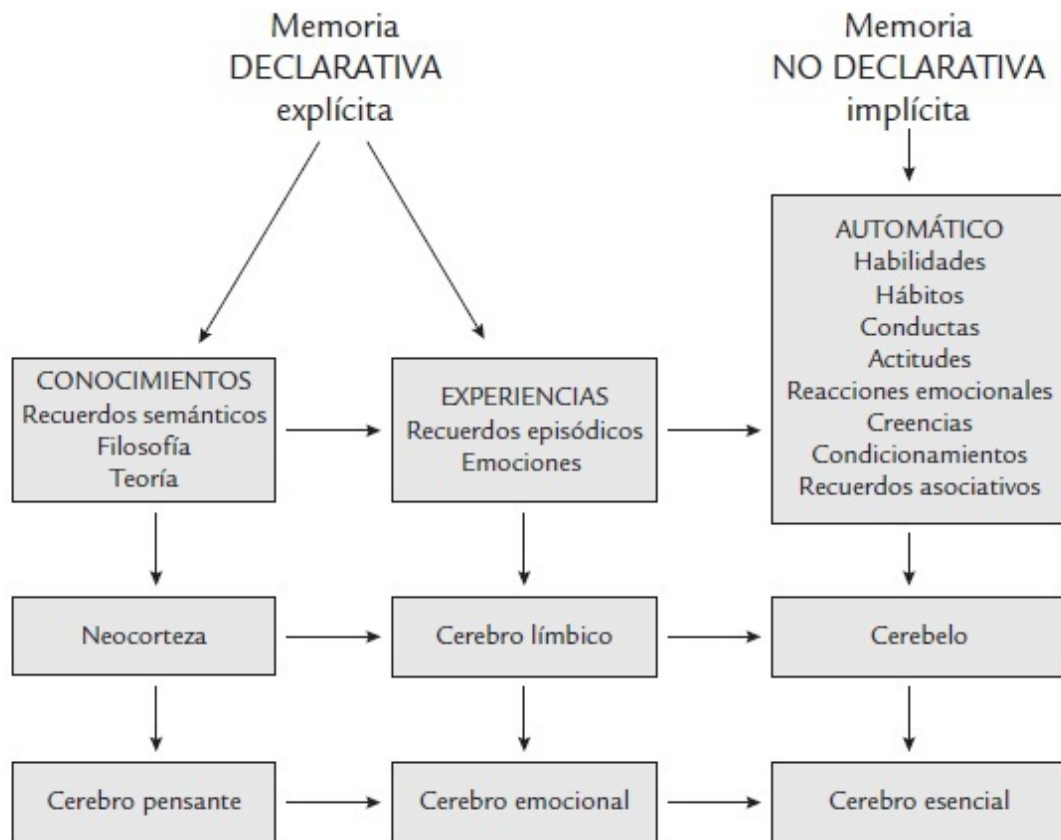 Memoria
DECLARATIVA
explícita
Memoria
NO DECLARATIVA
implícita
CONOCIMIENTOS
Recuerdos semánticos
Filosofía
Teoría
EXPERIENCIAS
Recuerdos episódicos
Emociones
AUTOMÁTICO
Habilidades
Hábitos
Conductas
Actitudes
Reacciones emocionales
Creencias
Condicionamientos
Recuerdos asociativos
Neocorteza
Cerebro límbico
Cerebelo
Cerebro pensante
Cerebro emocional
Cerebro esencial